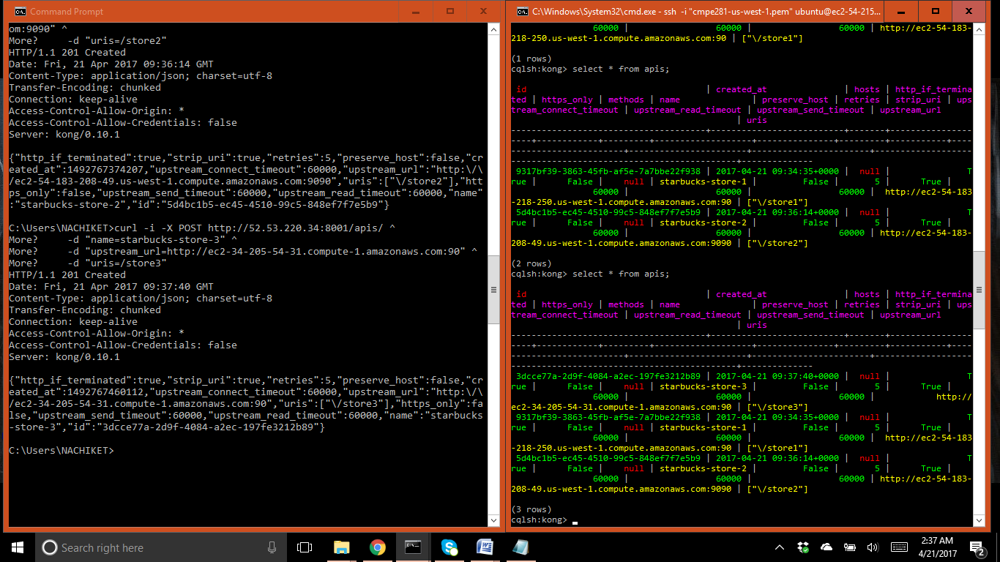 Command Prompt
om:9090" ^
More?     -d "uris=/store2"
HTTP/1.1 201 Created
Date: Fri, 21 Apr 2017 09:36:14 GMT
Content-Type: application/json; charset=utf-8
Transfer-Encoding: chunked
Connection: keep-alive
Access-Control-Allow-Origin: *
Access-Control-Allow-Credentials: false
Server: kong/0.10.1
{"http_if_terminated":true,"strip_uri":true,"retries":5,"preserve_host":false,"cr
eated_at":1492767374207,"upstream_connect_timeout":60000,"upstream_url":"http:\/\
/ec2-54-183-208-49.us-west-1.compute.amazonaws.com:9090","uris":["\/store2"],"htt
ps_only":false,"upstream_send_timeout":60000,"upstream_read_timeout":60000,"name"
:"starbucks-store-2","id":"5d4bc1b5-ec45-4510-99c5-848ef7f7e5b9"}
C:\Users\NACHIKET>curl -i -X POST http://52.53.220.34:8001/apis/ ^
More?     -d "name=starbucks-store-3" ^
More?     -d "upstream_url=http://ec2-34-205-54-31.compute-1.amazonaws.com:90" ^
More?     -d "uris=/store3"
HTTP/1.1 201 Created
Date: Fri, 21 Apr 2017 09:37:40 GMT
Content-Type: application/json; charset=utf-8
Transfer-Encoding: chunked
Connection: keep-alive
Access-Control-Allow-Origin: *
Access-Control-Allow-Credentials: false
Server: kong/0.10.1
{"http_if_terminated":true,"strip_uri":true,"retries":5,"preserve_host":false,"cr
eated_at":1492767460112,"upstream_connect_timeout":60000,"upstream_url":"http:\/\
/ec2-34-205-54-31.compute-1.amazonaws.com:90","uris":["\/store3"],"https_only":fa
lse,"upstream_send_timeout":60000,"upstream_read_timeout":60000,"name":"starbucks
-store-3","id":"3dcce77a-2d9f-4084-a2ec-197fe3212b89"}
C:\Users\NACHIKET>
C:\Windows\System32\cmd.exe - ssh  -i "cmpe281-us-west-1.pem" ubuntu@ec2-54-215...
60000 |                 60000 |                 60000 | http://ec2-54-183-
218-250.us-west-1.compute.amazonaws.com:90 | ["\/store1"]
(1 rows)
cqlsh:kong> select * from apis;
id                                   | created_at               | hosts | http_if_termina
ted | https_only | methods | name              | preserve_host | retries | strip_uri | ups
tream_connect_timeout | upstream_read_timeout | upstream_send_timeout | upstream_url
| uris
9317bf39-3863-45fb-af5e-7a7bbe22f938 | 2017-04-21 09:34:35+0000 |  null |               T
rue |      False |    null | starbucks-store-1 |         False |       5 |      True |
60000 |                 60000 |                 60000 | http://ec2-54-183-
-218-250.us-west-1.compute.amazonaws.com:90 | ["\/store1"]
5d4bc1b5-ec45-4510-99c5-848ef7f7e5b9 | 2017-04-21 09:36:14+0000 |  null |               T
rue |      False |    null | starbucks-store-2 |         False |       5 |      True |
60000 |                 60000 |                 60000 | http://ec2-54-183-
208-49.us-west-1.compute.amazonaws.com:9090 | ["\/store2"]
(2 rows)
cqlsh:kong> select * from apis;
id                                   | created_at               | hosts | http_if_termina
ted | https_only | methods | name              | preserve_host | retries | strip_uri | ups
tream_connect_timeout | upstream_read_timeout | upstream_send_timeout | upstream_url
| uris
3dcce77a-2d9f-4084-a2ec-197fe3212b89 | 2017-04-21 09:37:40+0000 |  null |               T
rue |      False |    null | starbucks-store-3 |         False |       5 |      True |
60000 |                 60000 |                 60000 |          http://
ec2-34-205-54-31.compute-1.amazonaws.com:90 | ["\/store3"]
9317bf39-3863-45fb-af5e-7a7bbe22f938 | 2017-04-21 09:34:35+0000 |  null |               T
rue |      False |    null | starbucks-store-1 |         False |       5 |      True |
60000 |                 60000 |                 60000 |  http://ec2-54-183
-218-250.us-west-1.compute.amazonaws.com:90 | ["\/store1"]
5d4bc1b5-ec45-4510-99c5-848ef7f7e5b9 | 2017-04-21 09:36:14+0000 |  null |               T
rue |      False |    null | starbucks-store-2 |         False |       5 |      True |
60000 |                 60000 |                 60000 | http://ec2-54-183-
208-49.us-west-1.compute.amazonaws.com:9090 | ["\/store2"]
(3 rows)
cqlsh:kong>
Search right here
2:37 AM
4/21/2017
2